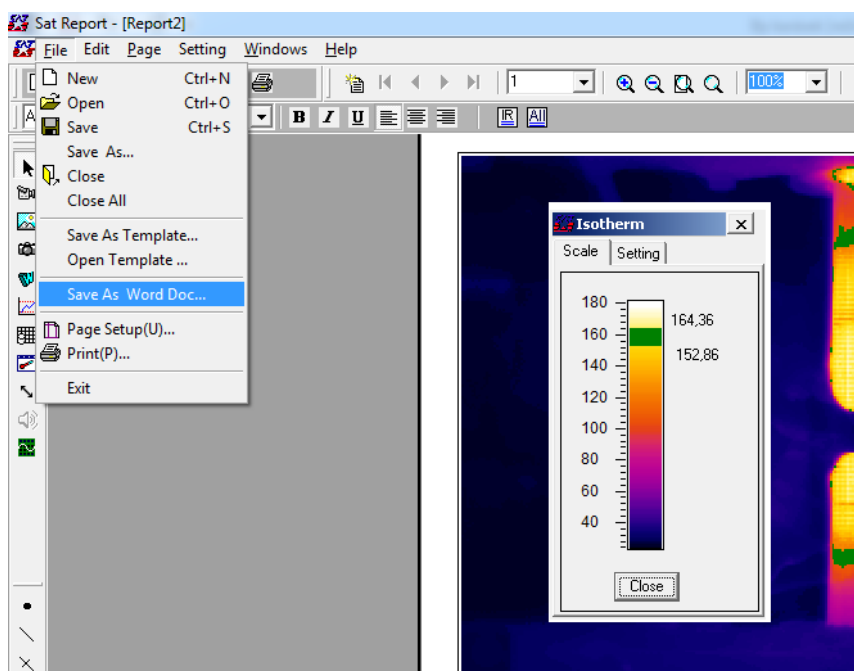 Sat Report - [Report2]
File Edit Page Setting Windows Help
New Ctrl+N
Open Ctrl+O
Save Ctrl+S
Save As...
Close
Close All
Save As Template...
Open Template ...
Save As Word Doc...
Page Setup(U)...
Print(P)...
Exit
1 100%
B I U IR All
Isotherm
Scale Setting
180
164,36
160
152,86
140
120
100
80
60
40
Close